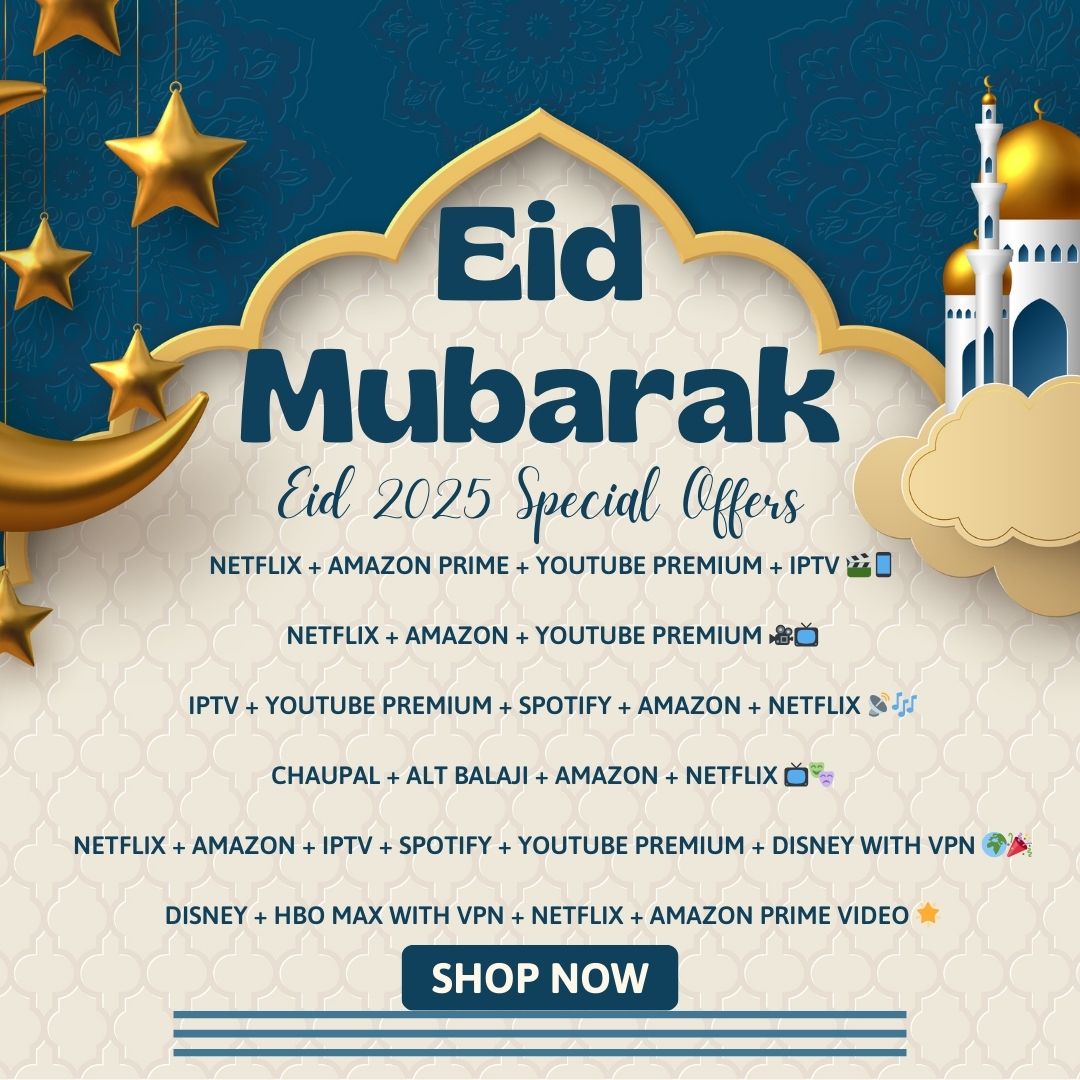 Eid
Mubarak
Eid 2025 Special Offers
NETFLIX + AMAZON PRIME + YOUTUBE PREMIUM + IPTV 🎬📱
NETFLIX + AMAZON + YOUTUBE PREMIUM 🎥📺
IPTV + YOUTUBE PREMIUM + SPOTIFY + AMAZON + NETFLIX 📡🎶
CHAUPAL + ALT BALAJI + AMAZON + NETFLIX 📺🎭
NETFLIX + AMAZON + IPTV + SPOTIFY + YOUTUBE PREMIUM + DISNEY WITH VPN 🌍🎉
DISNEY + HBO MAX WITH VPN + NETFLIX + AMAZON PRIME VIDEO 🌟
SHOP NOW